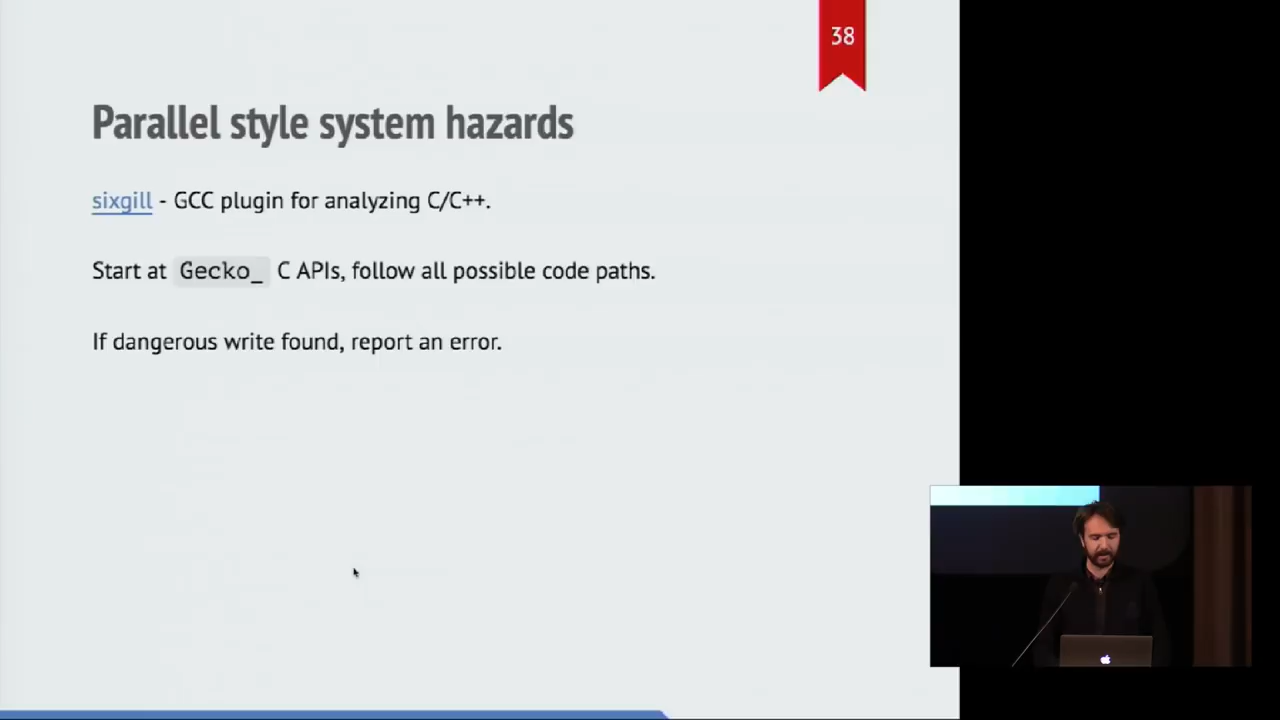 38
Parallel style system hazards
sixgill - GCC plugin for analyzing C/C++.
Start at Gecko_ C APIs, follow all possible code paths.
If dangerous write found, report an error.